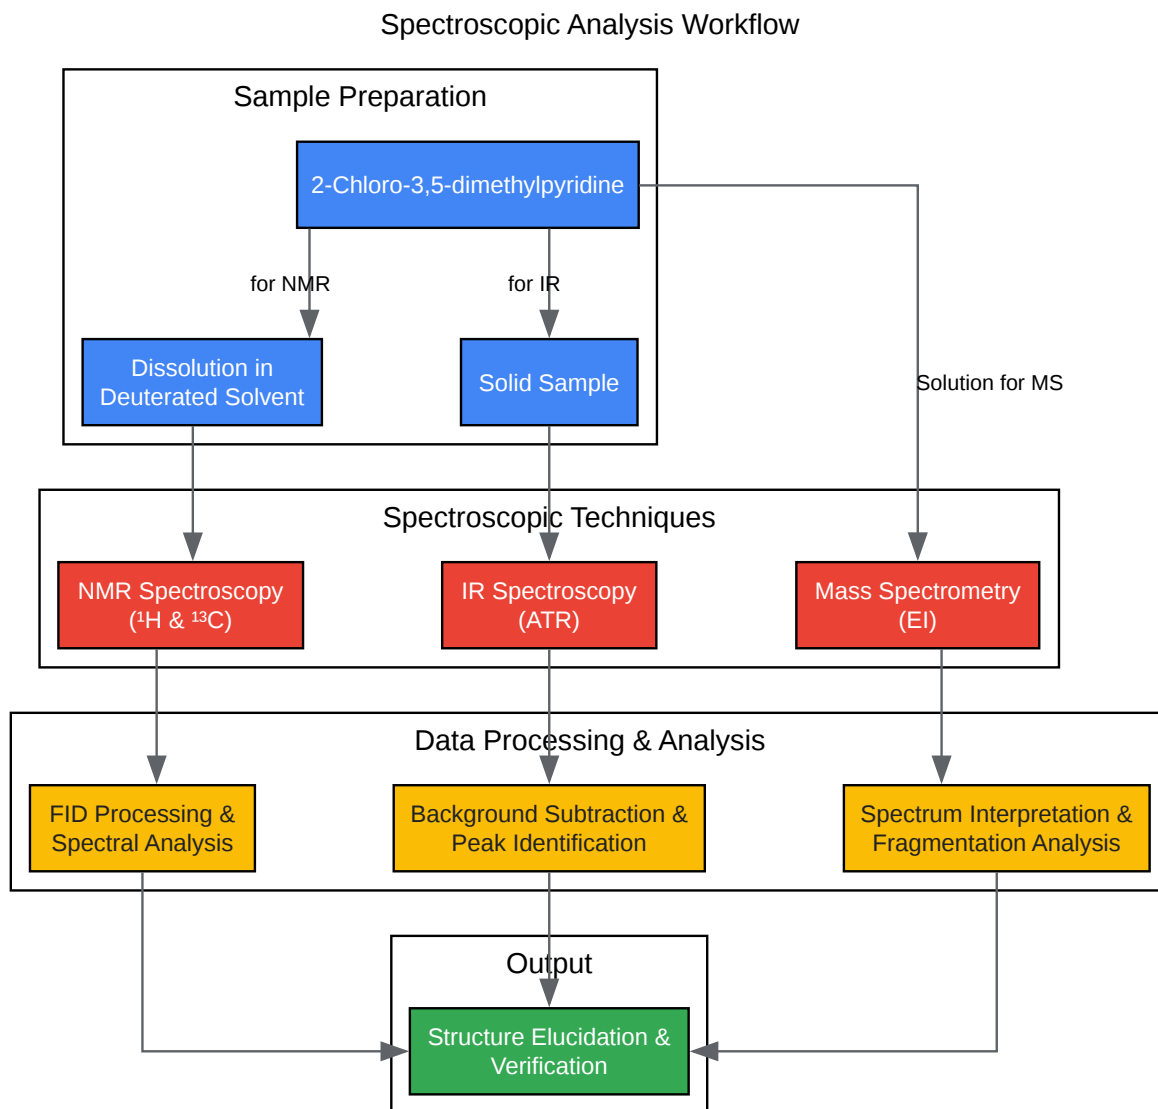 Spectroscopic Analysis Workflow
Sample Preparation
2-Chloro-3,5-dimethylpyridine
for NMR
for IR
Dissolution in
Deuterated Solvent
Solid Sample
Solution for MS
Spectroscopic Techniques
NMR Spectroscopy
(¹H & ¹³C)
IR Spectroscopy
(ATR)
Mass Spectrometry
(EI)
Data Processing & Analysis
FID Processing &
Spectral Analysis
Background Subtraction &
Peak Identification
Spectrum Interpretation &
Fragmentation Analysis
Output
Structure Elucidation &
Verification